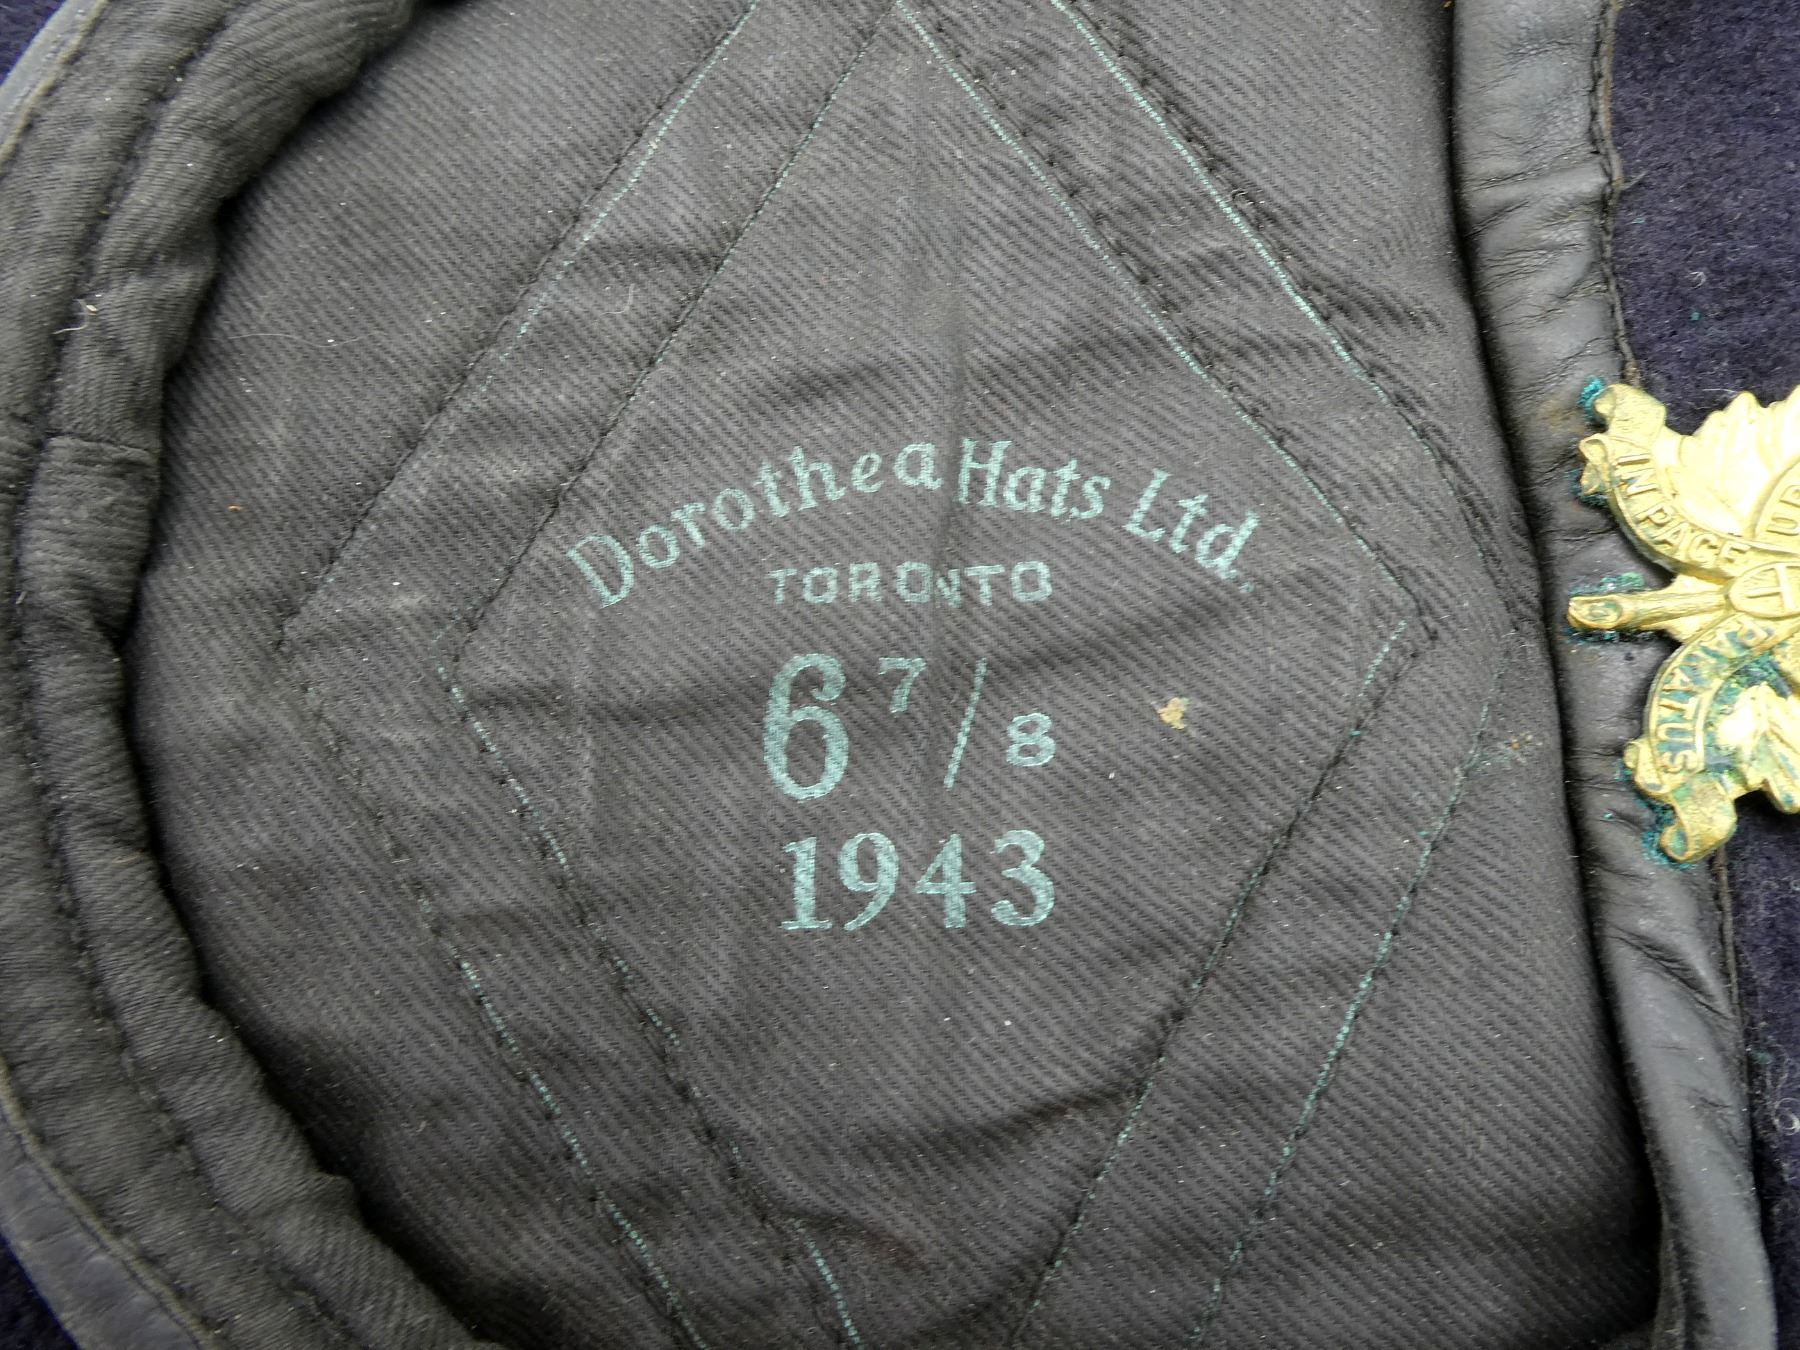 Dorothea Hats Ltd.
TORONTO
6 7/8
1943
IN PACE
PARATUS